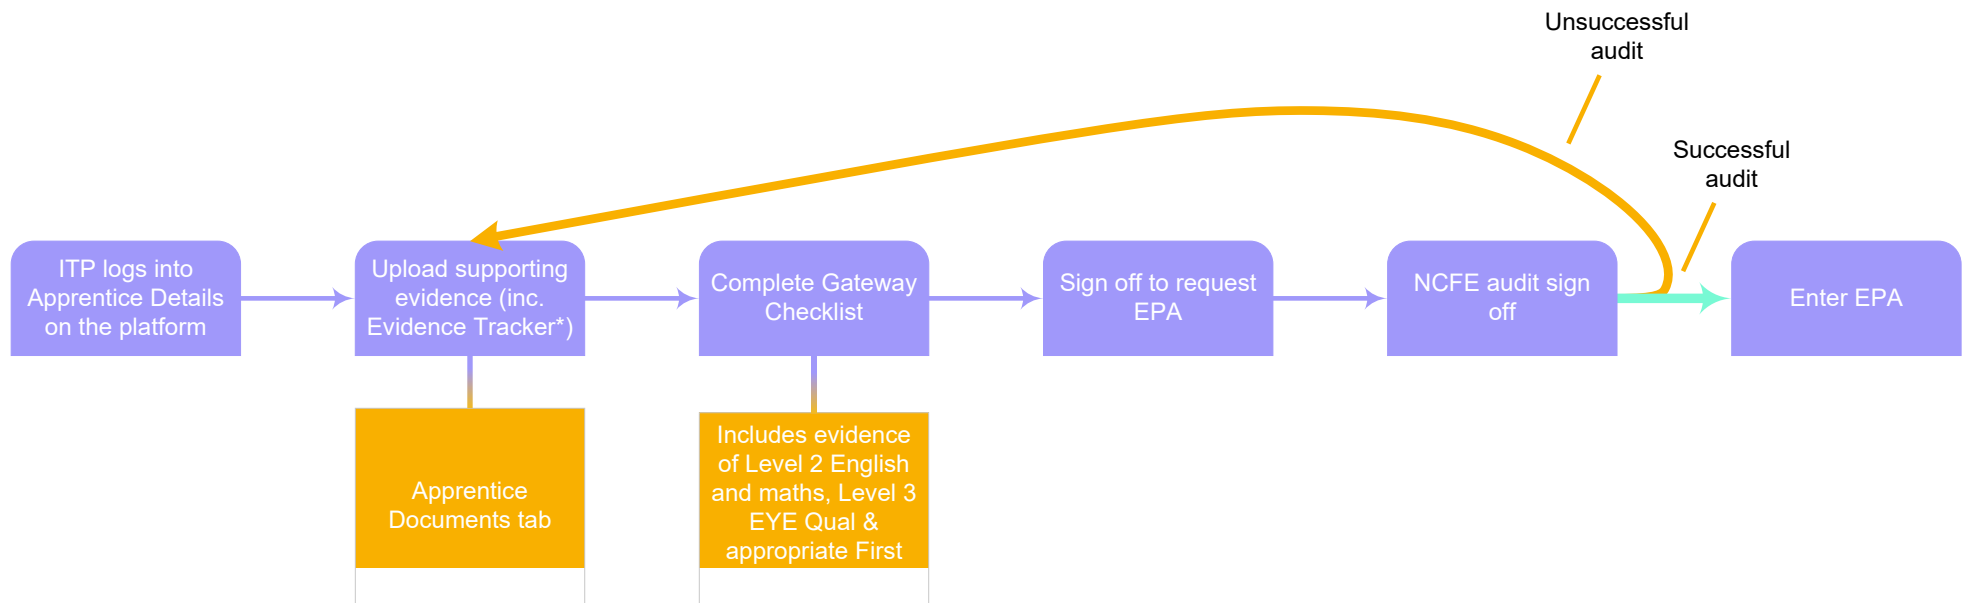 Unsuccessful
audit
Successful
audit
ITP logs into
Apprentice Details
on the platform
Upload supporting
evidence (inc.
Evidence Tracker*)
Complete Gateway
Checklist
Sign off to request
EPA
NCFE audit sign
off
Enter EPA
Apprentice
Documents tab
Includes evidence
of Level 2 English
and maths, Level 3
EYE Qual &
appropriate First